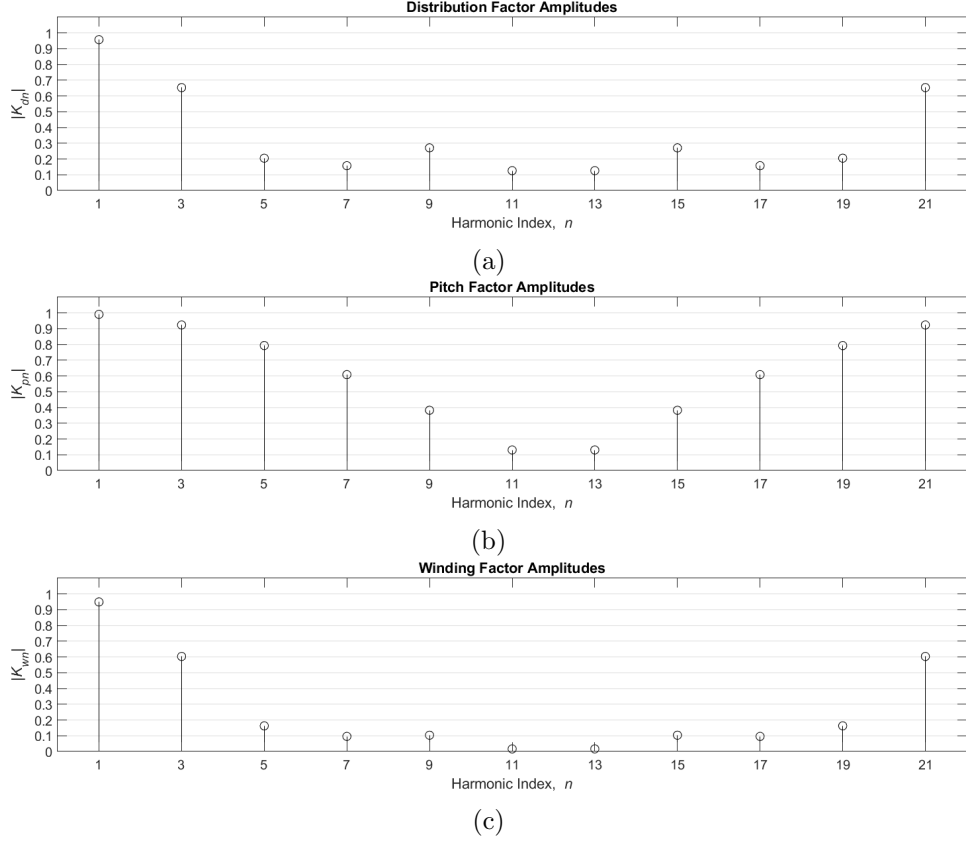 Distribution Factor Amplitudes
1
0.9
0.8
0.7
0.6
0.5
0.4
0.3
0.2
0.1
0
|K_dn|
1 3 5 7 9 11 13 15 17 19 21
Harmonic Index, n
(a)
Pitch Factor Amplitudes
1
0.9
0.8
0.7
0.6
0.5
0.4
0.3
0.2
0.1
0
|K_pn|
1 3 5 7 9 11 13 15 17 19 21
Harmonic Index, n
(b)
Winding Factor Amplitudes
1
0.9
0.8
0.7
0.6
0.5
0.4
0.3
0.2
0.1
0
|K_wn|
1 3 5 7 9 11 13 15 17 19 21
Harmonic Index, n
(c)